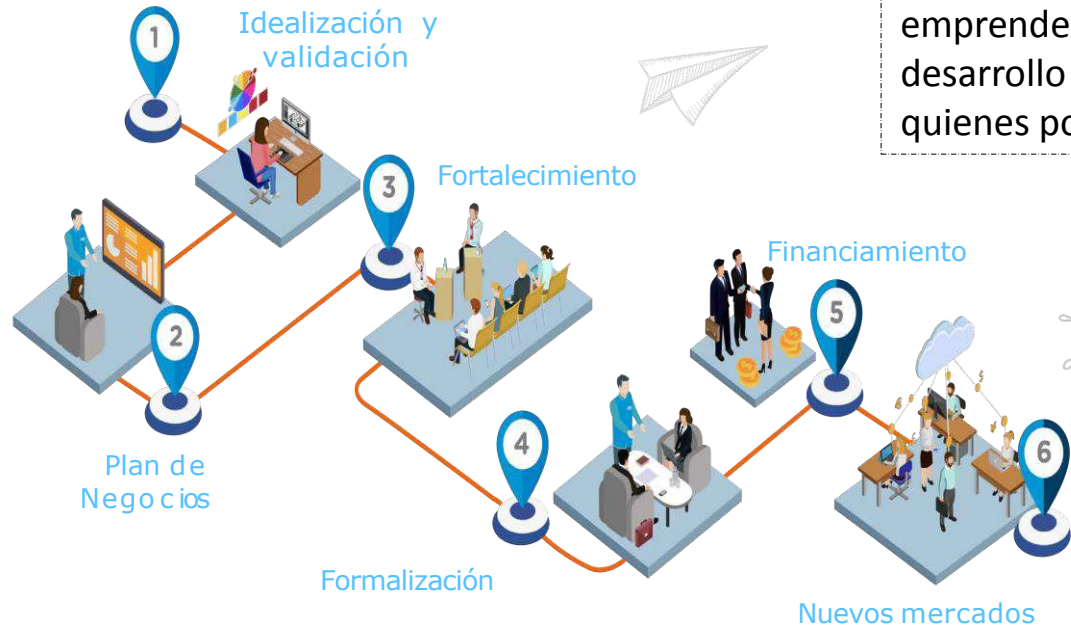 1
Idealización y
validación
emprende
desarrollo
quienes po
3
Fortalecimiento
2
Plan de
Negocios
Financiamiento
5
4
Formalización
6
Nuevos mercados